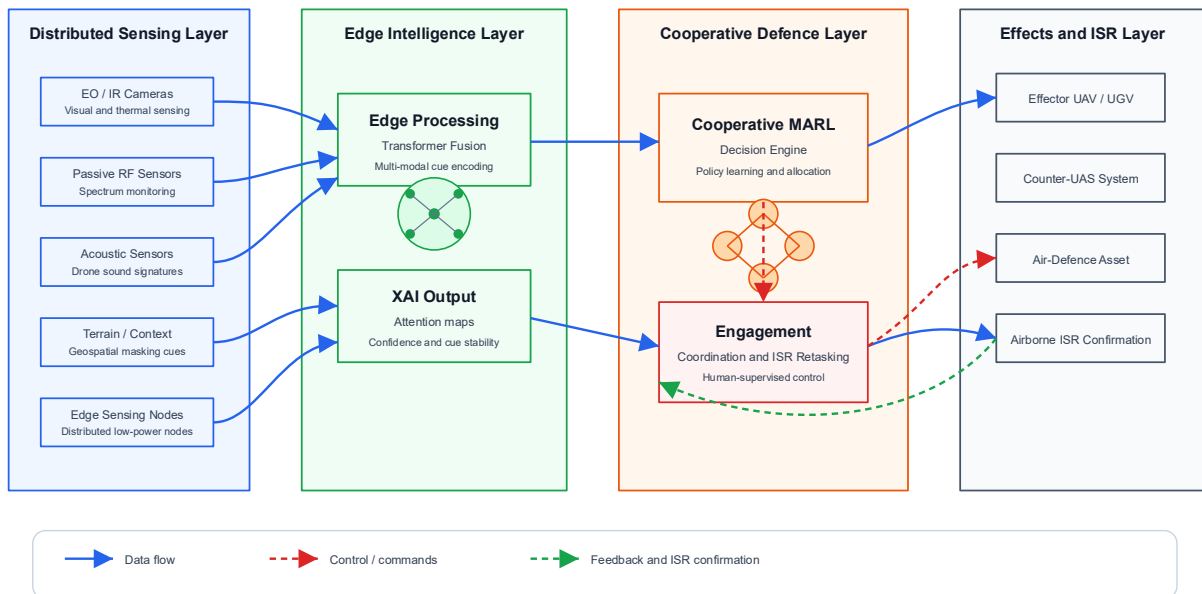 Distributed Sensing Layer
EO / IR Cameras
Visual and thermal sensing
Passive RF Sensors
Spectrum monitoring
Acoustic Sensors
Drone sound signatures
Terrain / Context
Geospatial masking cues
Edge Sensing Nodes
Distributed low-power nodes
Edge Intelligence Layer
Edge Processing
Transformer Fusion
Multi-modal cue encoding
XAI Output
Attention maps
Confidence and cue stability
Cooperative Defence Layer
Cooperative MARL
Decision Engine
Policy learning and allocation
Engagement
Coordination and ISR Retasking
Human-supervised control
Effects and ISR Layer
Effector UAV / UGV
Counter-UAS System
Air-Defence Asset
Airborne ISR Confirmation
Data flow
Control / commands
Feedback and ISR confirmation